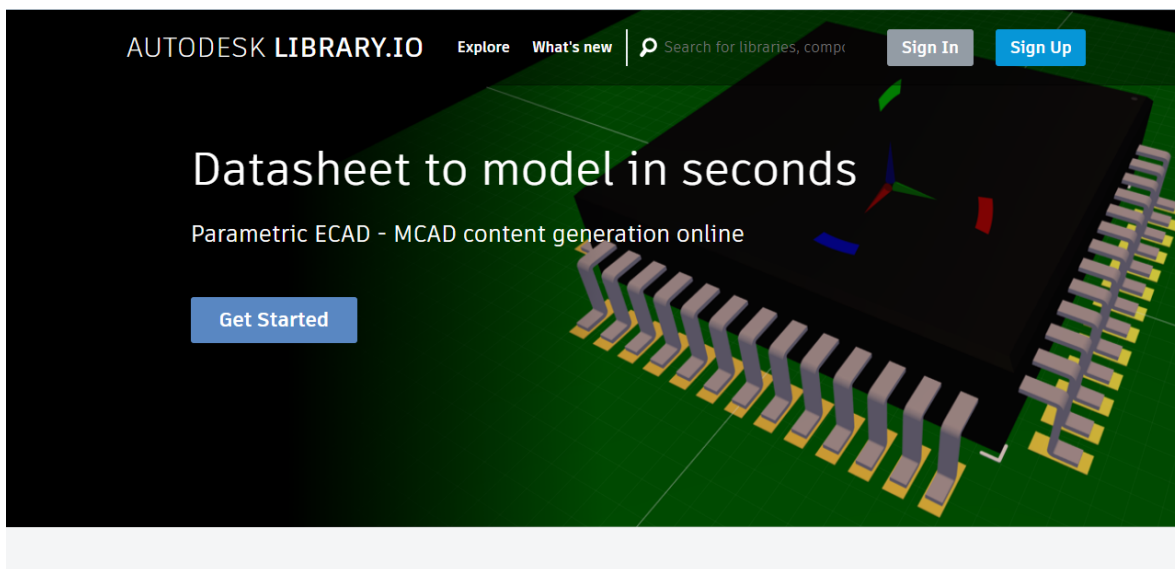 AUTODESK LIBRARY.IO Explore What's new Search for libraries, compo Sign In Sign Up
Datasheet to model in seconds
Parametric ECAD - MCAD content generation online
Get Started